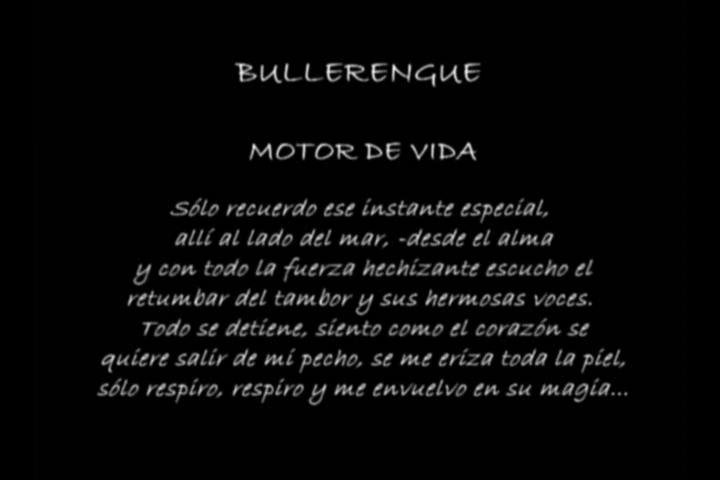 BULLERENGUE
MOTOR DE VIDA
Sólo recuerdo ese instante especial,
allí al lado del mar, -desde el alma
y con todo la fuerza hechizante escucho el
retumbar del tambor y sus hermosas voces.
Todo se detiene, siento como el corazón se
quiere salir de mi pecho, se me eriza toda la piel,
sólo respiro, respiro y me envuelvo en su magia...